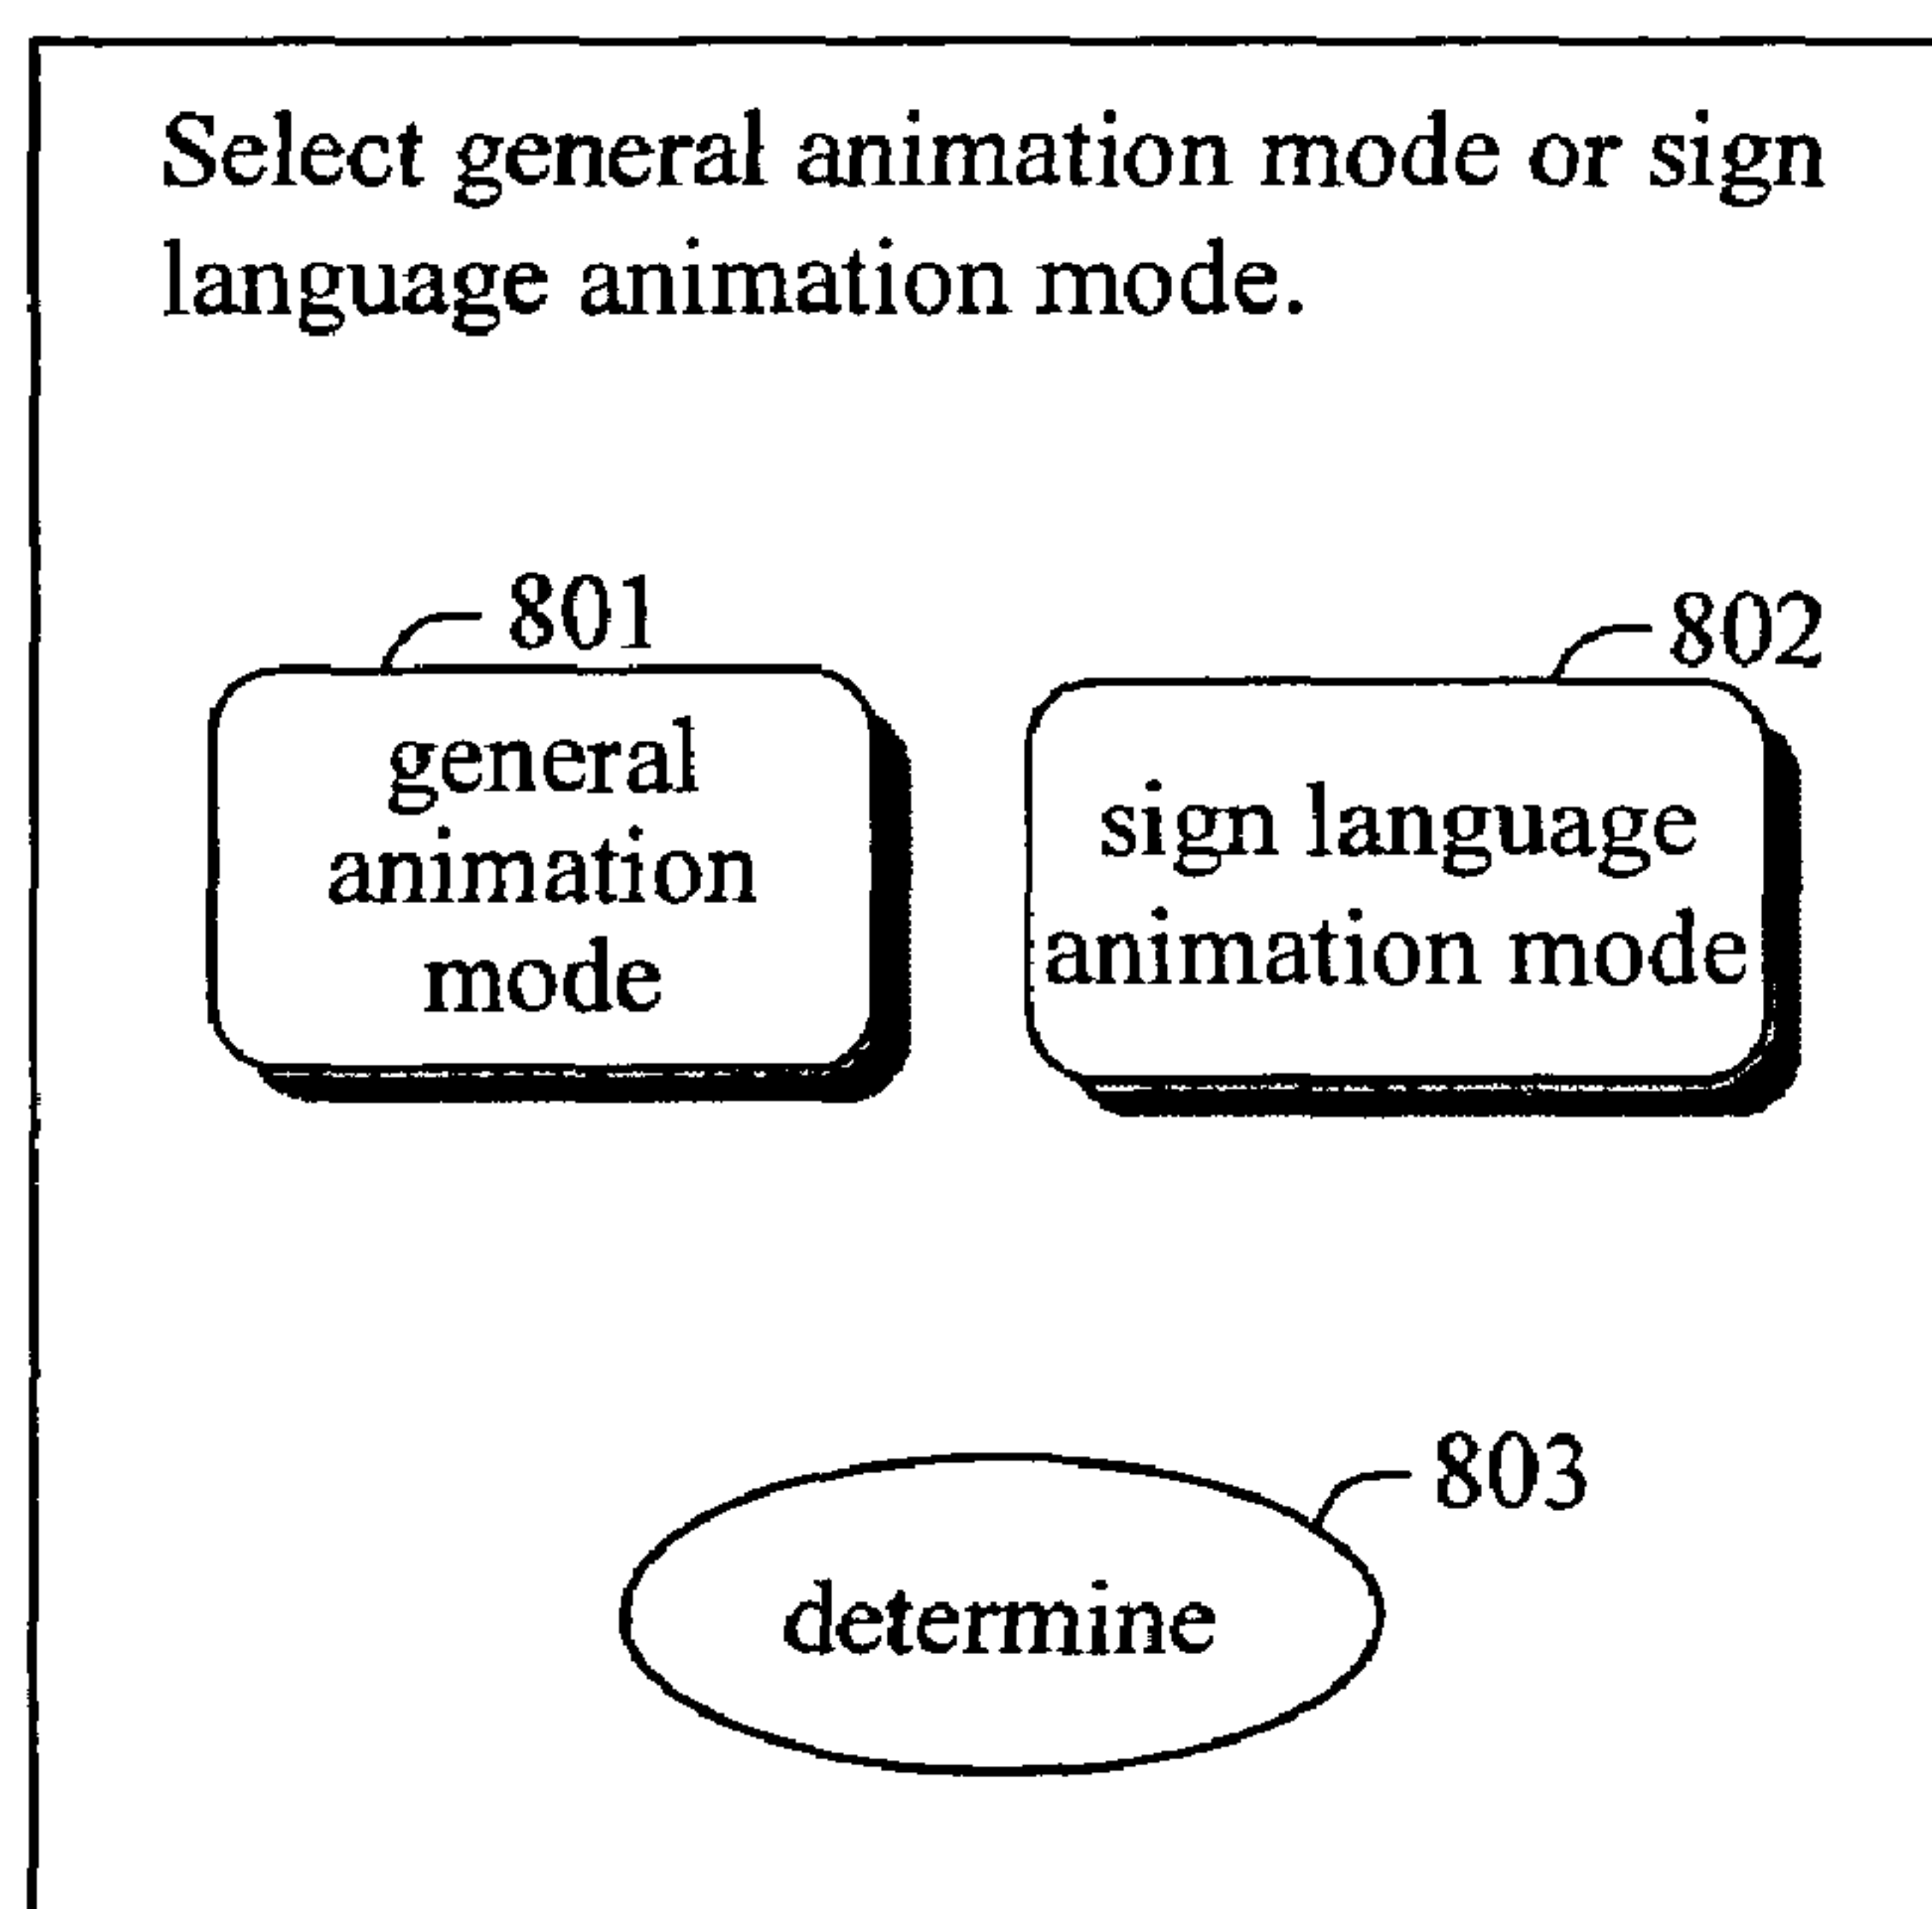 Select general animation mode or sign
language animation mode.
801
general
animation
mode
802
sign language
animation mode
803
determine